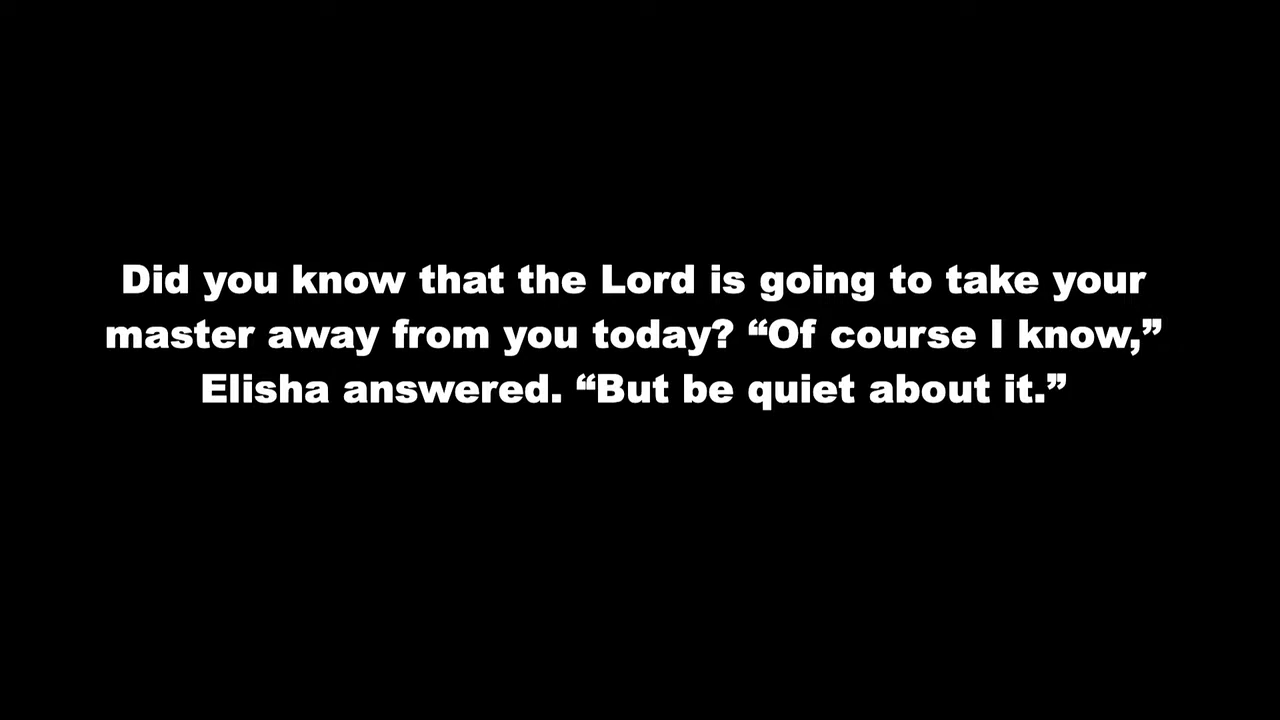 Did you know that the Lord is going to take your
master away from you today? “Of course I know,”
Elisha answered. “But be quiet about it.”